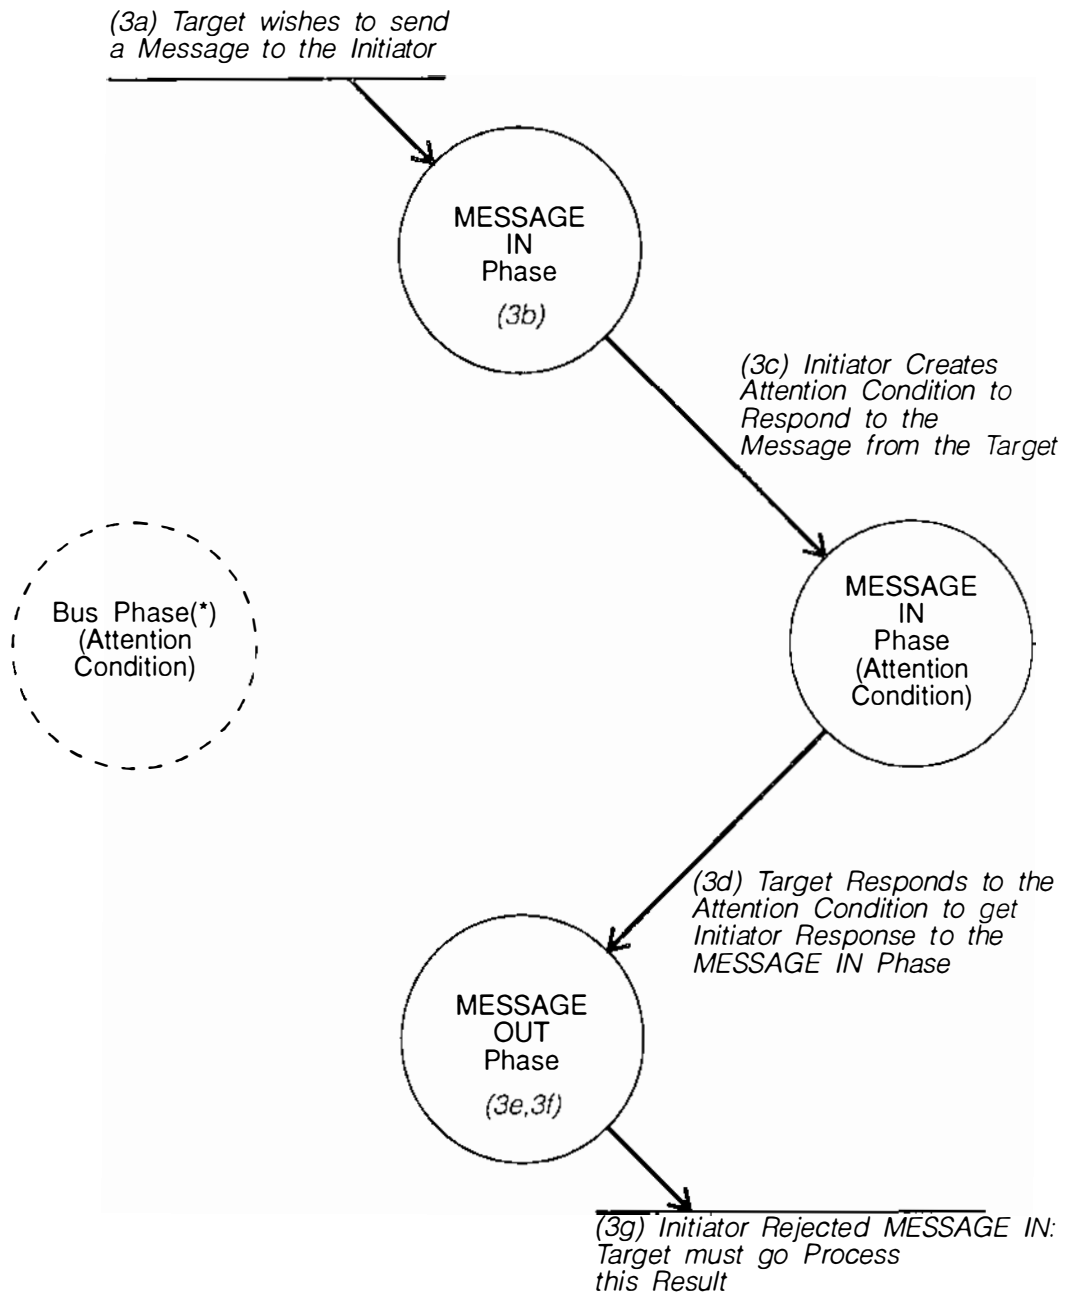 (3a) Target wishes to send
a Message to the Initiator
MESSAGE
IN
Phase
(3b)
(3c) Initiator Creates
Attention Condition to
Respond to the
Message from the Target
Bus Phase(*)
(Attention
Condition)
MESSAGE
IN
Phase
(Attention
Condition)
(3d) Target Responds to the
Attention Condition to get
Initiator Response to the
MESSAGE IN Phase
MESSAGE
OUT
Phase
(3e,3f)
(3g) Initiator Rejected MESSAGE IN:
Target must go Process
this Result